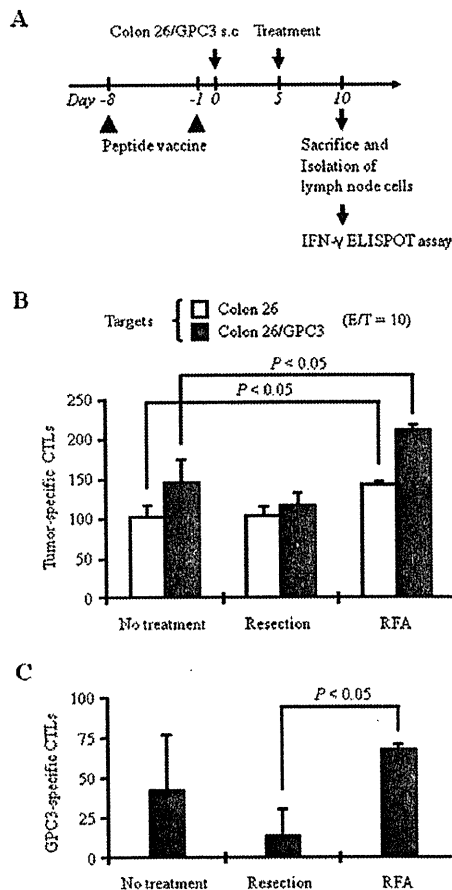 A
Colon 26/GPC3 s.c Treatment
Day -8 -1 0 5 10
Peptide vaccine
Sacrifice and
Isolation of
lymph node cells
IFN-γ ELISPOT assay
B
Targets
Colon 26
Colon 26/GPC3
(E/T = 10)
P < 0.05
P < 0.05
Tumor-specific CTLs
250
200
150
100
50
0
No treatment Resection RFA
C
P < 0.05
GPC3-specific CTLs
100
75
50
25
0
No treatment Resection RFA